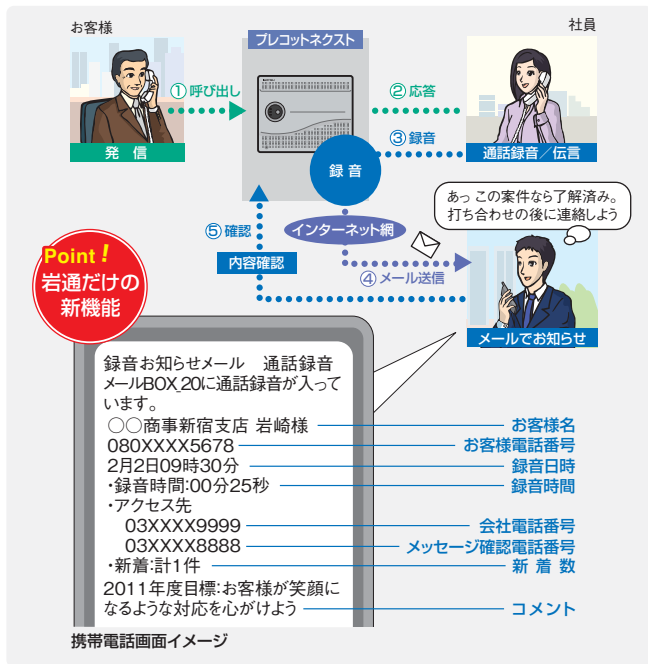 お客様
プレコットネクスト
社員
①呼び出し
②応答
③録音
発 信
録 音
通話録音／伝言
あっ この案件なら了解済み。
打ち合わせの後に連絡しよう
⑤確認
インターネット網
内容確認
④メール送信
メールでお知らせ
Point!
岩通だけの
新機能
録音お知らせメール　通話録音
メールBOX_20に通話録音が入って
います。
○○商事新宿支店 岩崎様
お客様名
080XXXX5678
お客様電話番号
2月2日09時30分
録音日時
・録音時間:00分25秒
録音時間
・アクセス先
03XXXX9999
会社電話番号
03XXXX8888
メッセージ確認電話番号
・新着:計1件
新 着 数
2011年度目標:お客様が笑顔に
なるような対応を心がけよう
コメント
携帯電話画面イメージ